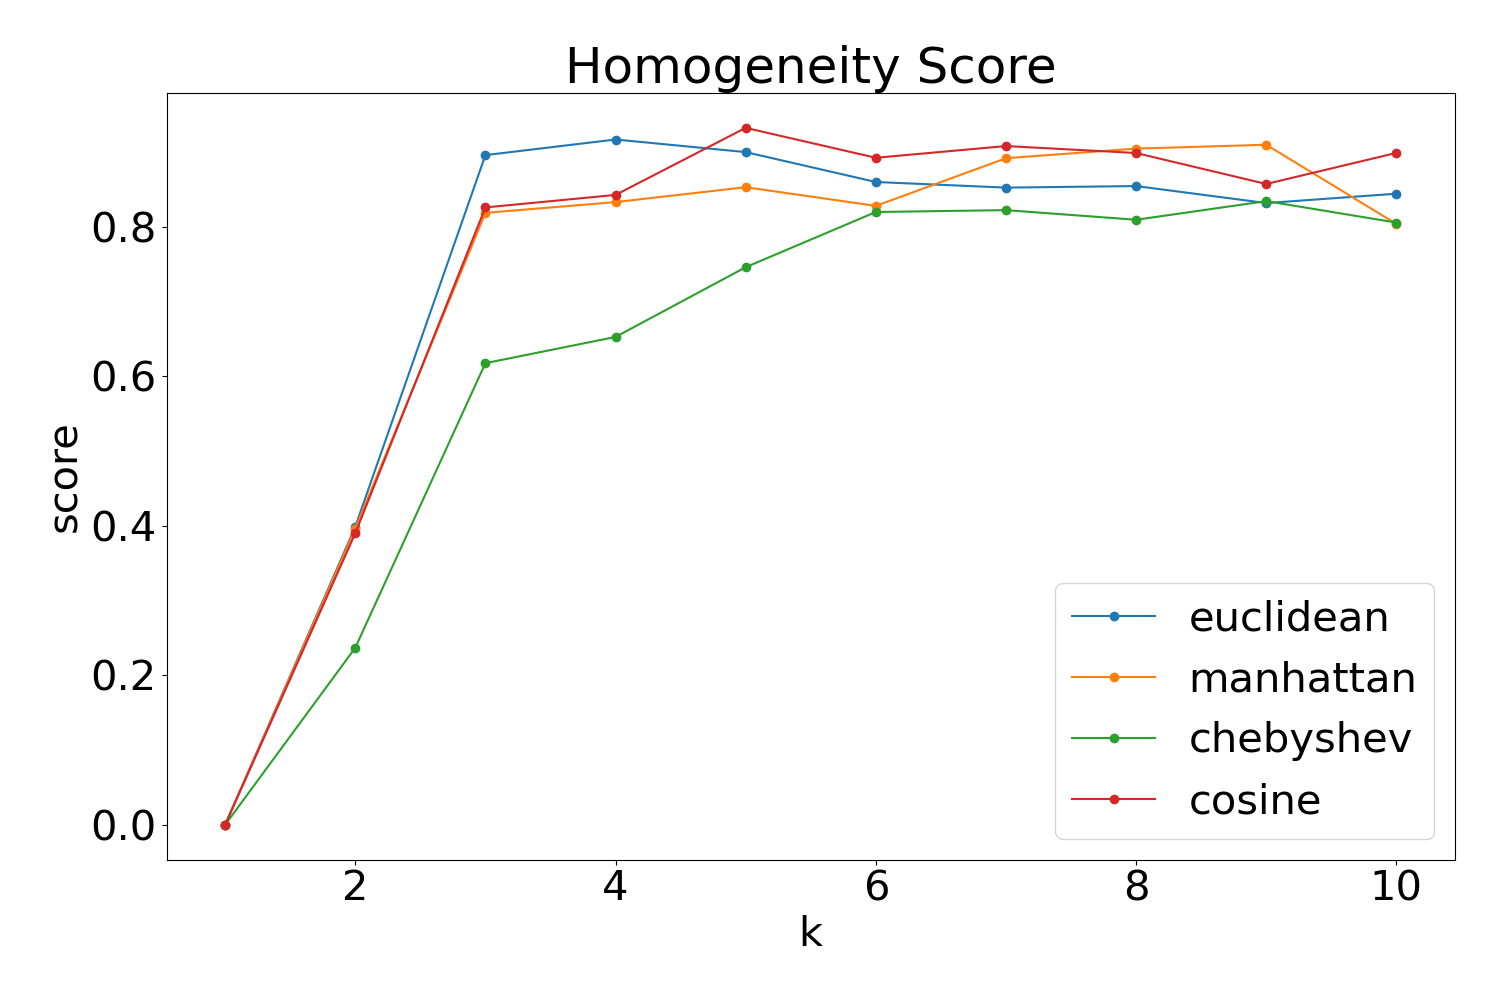 Homogeneity Score
score
0.8
0.6
0.4
0.2
0.0
2 4 6 8 10
k
euclidean
manhattan
chebyshev
cosine